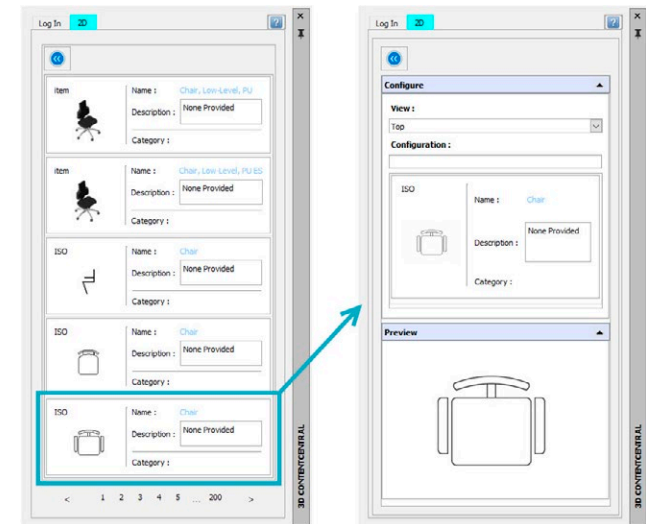 Log In 2D ?
item
Name : Chair, Low-Level, PU
Description : None Provided
Category :
item
Name : Chair, Low Level, PU ES
Description : None Provided
Category :
ISO
Name : Chair
Description : None Provided
Category :
ISO
Name : Chair
Description : None Provided
Category :
ISO
Name : Chair
Description : None Provided
Category :
< 1 2 3 4 5 ... 200 >
3D CONTENTCENTRAL
Log In 2D ?
Configure
View :
Top
Configuration :
ISO
Name : Chair
Description : None Provided
Category :
Preview
3D CONTENTCENTRAL